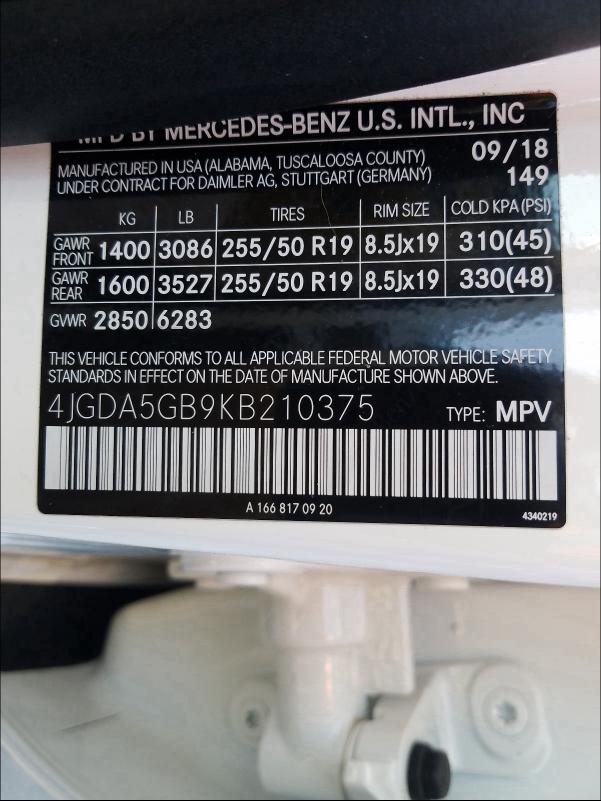 MFD BY MERCEDES-BENZ U.S. INTL., INC
MANUFACTURED IN USA (ALABAMA, TUSCALOOSA COUNTY) 09/18
UNDER CONTRACT FOR DAIMLER AG, STUTTGART (GERMANY) 149
KG LB TIRES RIM SIZE COLD KPA(PSI)
GAWR FRONT 1400 3086 255/50 R19 8.5Jx19 310(45)
GAWR REAR 1600 3527 255/50 R19 8.5Jx19 330(48)
GVWR 2850 6283
THIS VEHICLE CONFORMS TO ALL APPLICABLE FEDERAL MOTOR VEHICLE SAFETY
STANDARDS IN EFFECT ON THE DATE OF MANUFACTURE SHOWN ABOVE.
4JGDA5GB9KB210375 TYPE: MPV
A 166 817 09 20
4340219